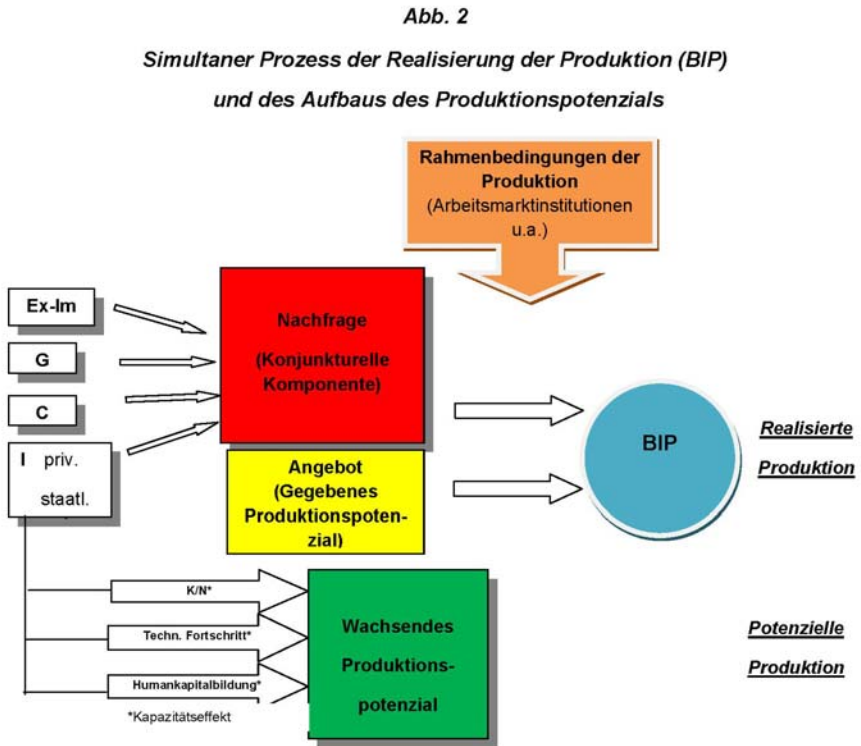 Abb. 2
Simultaner Prozess der Realisierung der Produktion (BIP)
und des Aufbaus des Produktionspotenzials
Rahmenbedingungen der
Produktion
(Arbeitsmarktinstitutionen
u.a.)
Ex-Im
G
C
I priv.
staatl.
Nachfrage
(Konjunkturelle
Komponente)
Angebot
(Gegebenes
Produktionspoten-
zial)
BIP
Realisierte
Produktion
K/N*
Techn. Fortschritt*
Humankapitalbildung*
*Kapazitätseffekt
Wachsendes
Produktions-
potenzial
Potenzielle
Produktion